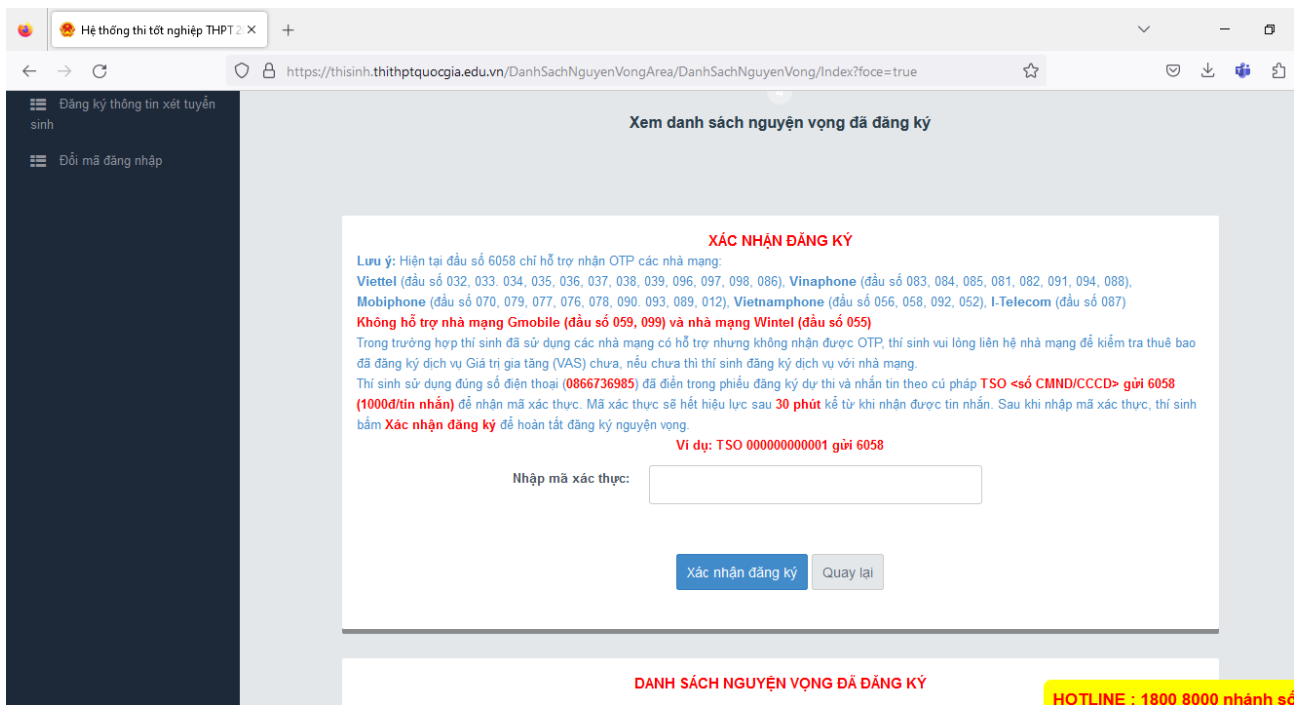 Hệ thống thi tốt nghiệp THPT 2
https://thisinh.thithptquocgia.edu.vn/DanhSachNguyenVongArea/DanhSachNguyenVong/Index?foce=true
Đăng ký thông tin xét tuyển
sinh
Đổi mã đăng nhập
Xem danh sách nguyện vọng đã đăng ký
XÁC NHẬN ĐĂNG KÝ
Lưu ý: Hiện tại đầu số 6058 chỉ hỗ trợ nhận OTP các nhà mạng:
Viettel (đầu số 032, 033. 034, 035, 036, 037, 038, 039, 096, 097, 098, 086), Vinaphone (đầu số 083, 084, 085, 081, 082, 091, 094, 088),
Mobiphone (đầu số 070, 079, 077, 076, 078, 090. 093, 089, 012), Vietnamphone (đầu số 056, 058, 092, 052), I-Telecom (đầu số 087)
Không hỗ trợ nhà mạng Gmobile (đầu số 059, 099) và nhà mạng Wintel (đầu số 055)
Trong trường hợp thí sinh đã sử dụng các nhà mạng có hỗ trợ nhưng không nhận được OTP, thí sinh vui lòng liên hệ nhà mạng để kiểm tra thuê bao
đã đăng ký dịch vụ Giá trị gia tăng (VAS) chưa, nếu chưa thì thí sinh đăng ký dịch vụ với nhà mạng.
Thí sinh sử dụng đúng số điện thoại (0866736985) đã điền trong phiếu đăng ký dự thi và nhắn tin theo cú pháp TSO <số CMND/CCCD> gửi 6058
(1000đ/tin nhắn) để nhận mã xác thực. Mã xác thực sẽ hết hiệu lực sau 30 phút kể từ khi nhận được tin nhắn. Sau khi nhập mã xác thực, thí sinh
bấm Xác nhận đăng ký để hoàn tất đăng ký nguyện vọng.
Ví dụ: TSO 000000000001 gửi 6058
Nhập mã xác thực:
Xác nhận đăng ký Quay lại
DANH SÁCH NGUYỆN VỌNG ĐÃ ĐĂNG KÝ
HOTLINE : 1800 8000 nhánh số